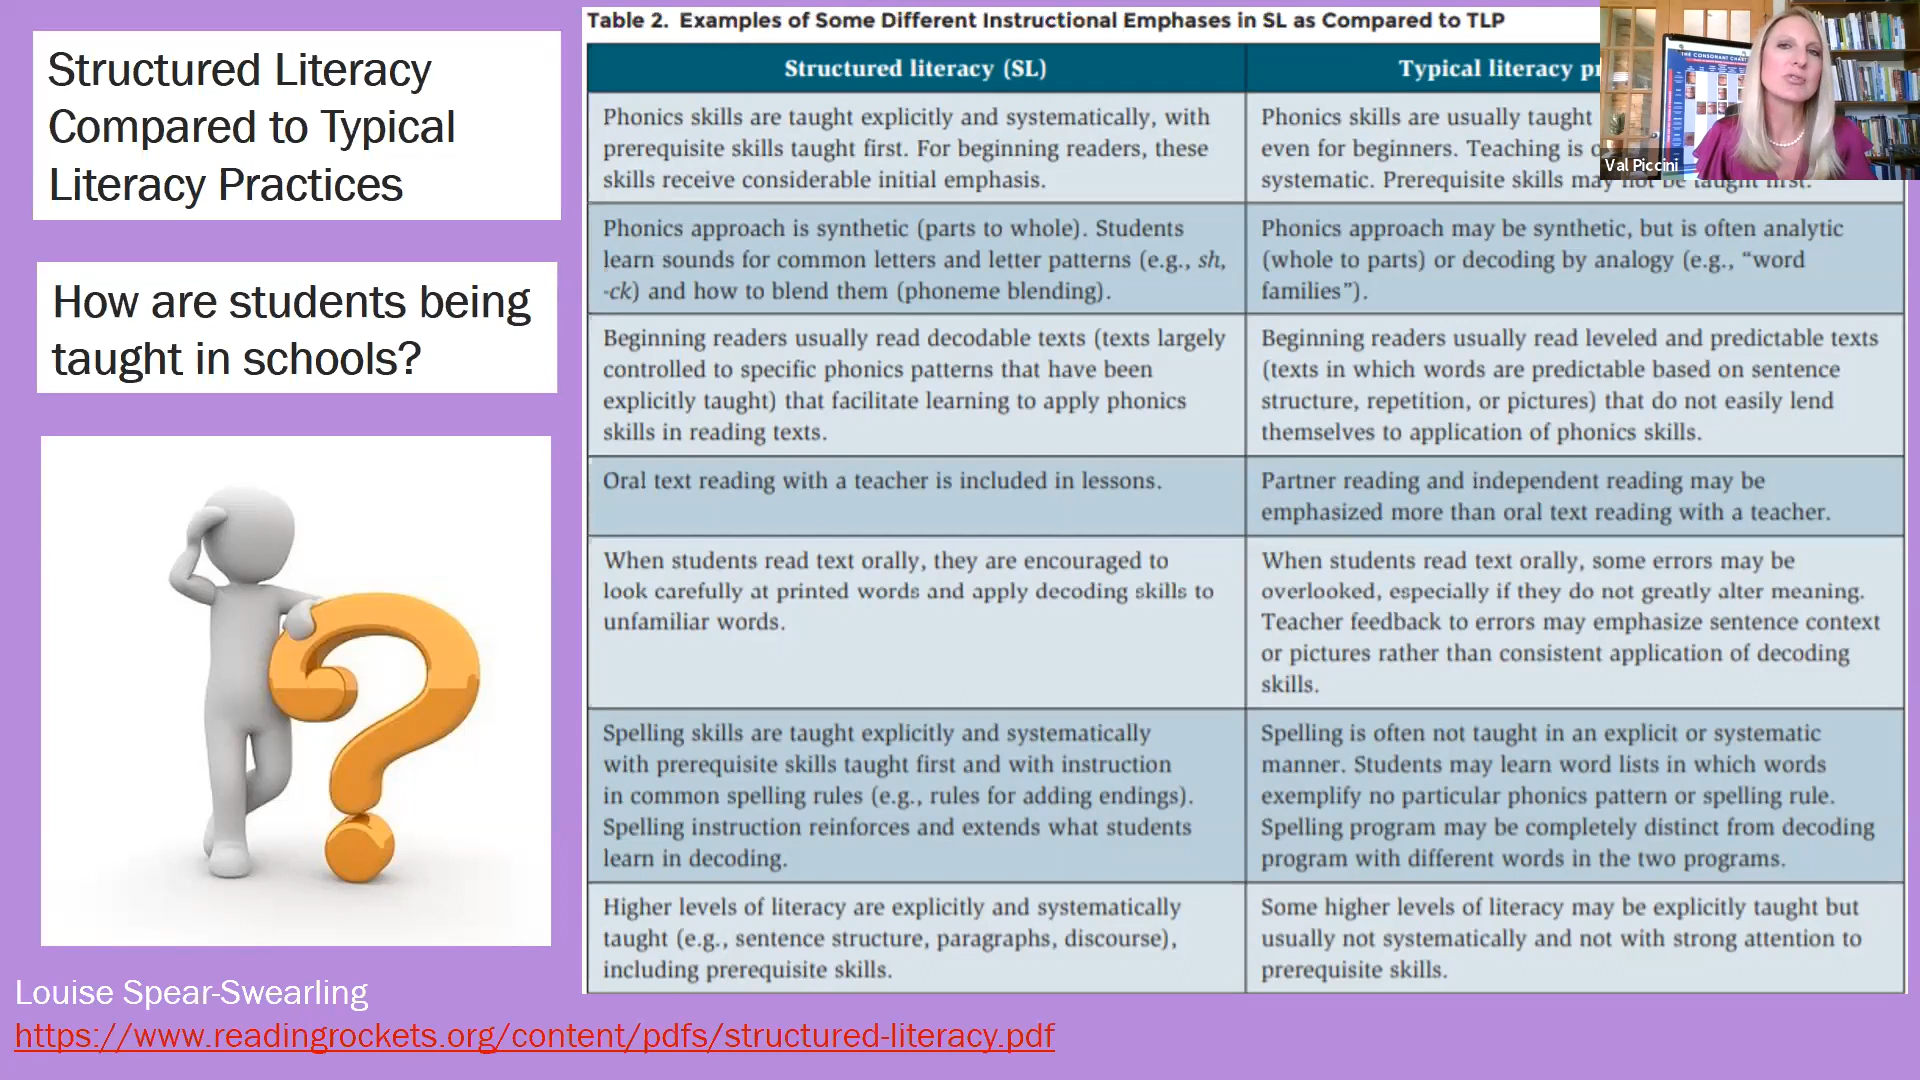 Structured Literacy
Compared to Typical
Literacy Practices
How are students being
taught in schools?
Louise Spear-Swearling
https://www.readingrockets.org/content/pdfs/structured-literacy.pdf
Table 2. Examples of Some Different Instructional Emphases in SL as Compared to TLP
Structured literacy (SL)
Typical literacy
Phonics skills are taught explicitly and systematically, with
prerequisite skills taught first. For beginning readers, these
skills receive considerable initial emphasis.
Phonics skills are usually taught
even for beginners. Teaching is
systematic. Prerequisite skills may not be taught first.
Phonics approach is synthetic (parts to whole). Students
learn sounds for common letters and letter patterns (e.g., sh,
-ck) and how to blend them (phoneme blending).
Phonics approach may be synthetic, but is often analytic
(whole to parts) or decoding by analogy (e.g., “word
families”).
Beginning readers usually read decodable texts (texts largely
controlled to specific phonics patterns that have been
explicitly taught) that facilitate learning to apply phonics
skills in reading texts.
Beginning readers usually read leveled and predictable texts
(texts in which words are predictable based on sentence
structure, repetition, or pictures) that do not easily lend
themselves to application of phonics skills.
Oral text reading with a teacher is included in lessons.
Partner reading and independent reading may be
emphasized more than oral text reading with a teacher.
When students read text orally, they are encouraged to
look carefully at printed words and apply decoding skills to
unfamiliar words.
When students read text orally, some errors may be
overlooked, especially if they do not greatly alter meaning.
Teacher feedback to errors may emphasize sentence context
or pictures rather than consistent application of decoding
skills.
Spelling skills are taught explicitly and systematically
with prerequisite skills taught first and with instruction
in common spelling rules (e.g., rules for adding endings).
Spelling instruction reinforces and extends what students
learn in decoding.
Spelling is often not taught in an explicit or systematic
manner. Students may learn word lists in which words
exemplify no particular phonics pattern or spelling rule.
Spelling program may be completely distinct from decoding
program with different words in the two programs.
Higher levels of literacy are explicitly and systematically
taught (e.g., sentence structure, paragraphs, discourse),
including prerequisite skills.
Some higher levels of literacy may be explicitly taught but
usually not systematically and not with strong attention to
prerequisite skills.
THE CONSONANT CHART
Val Piccini